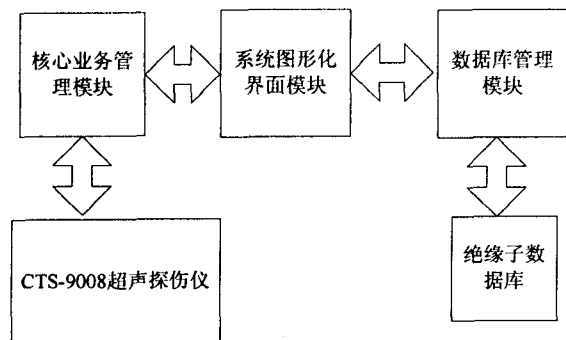 核心业务管
理模块
系统图形化
界面模块
数据库管理
模块
CTS-9008超声探伤仪
绝缘子数
据库